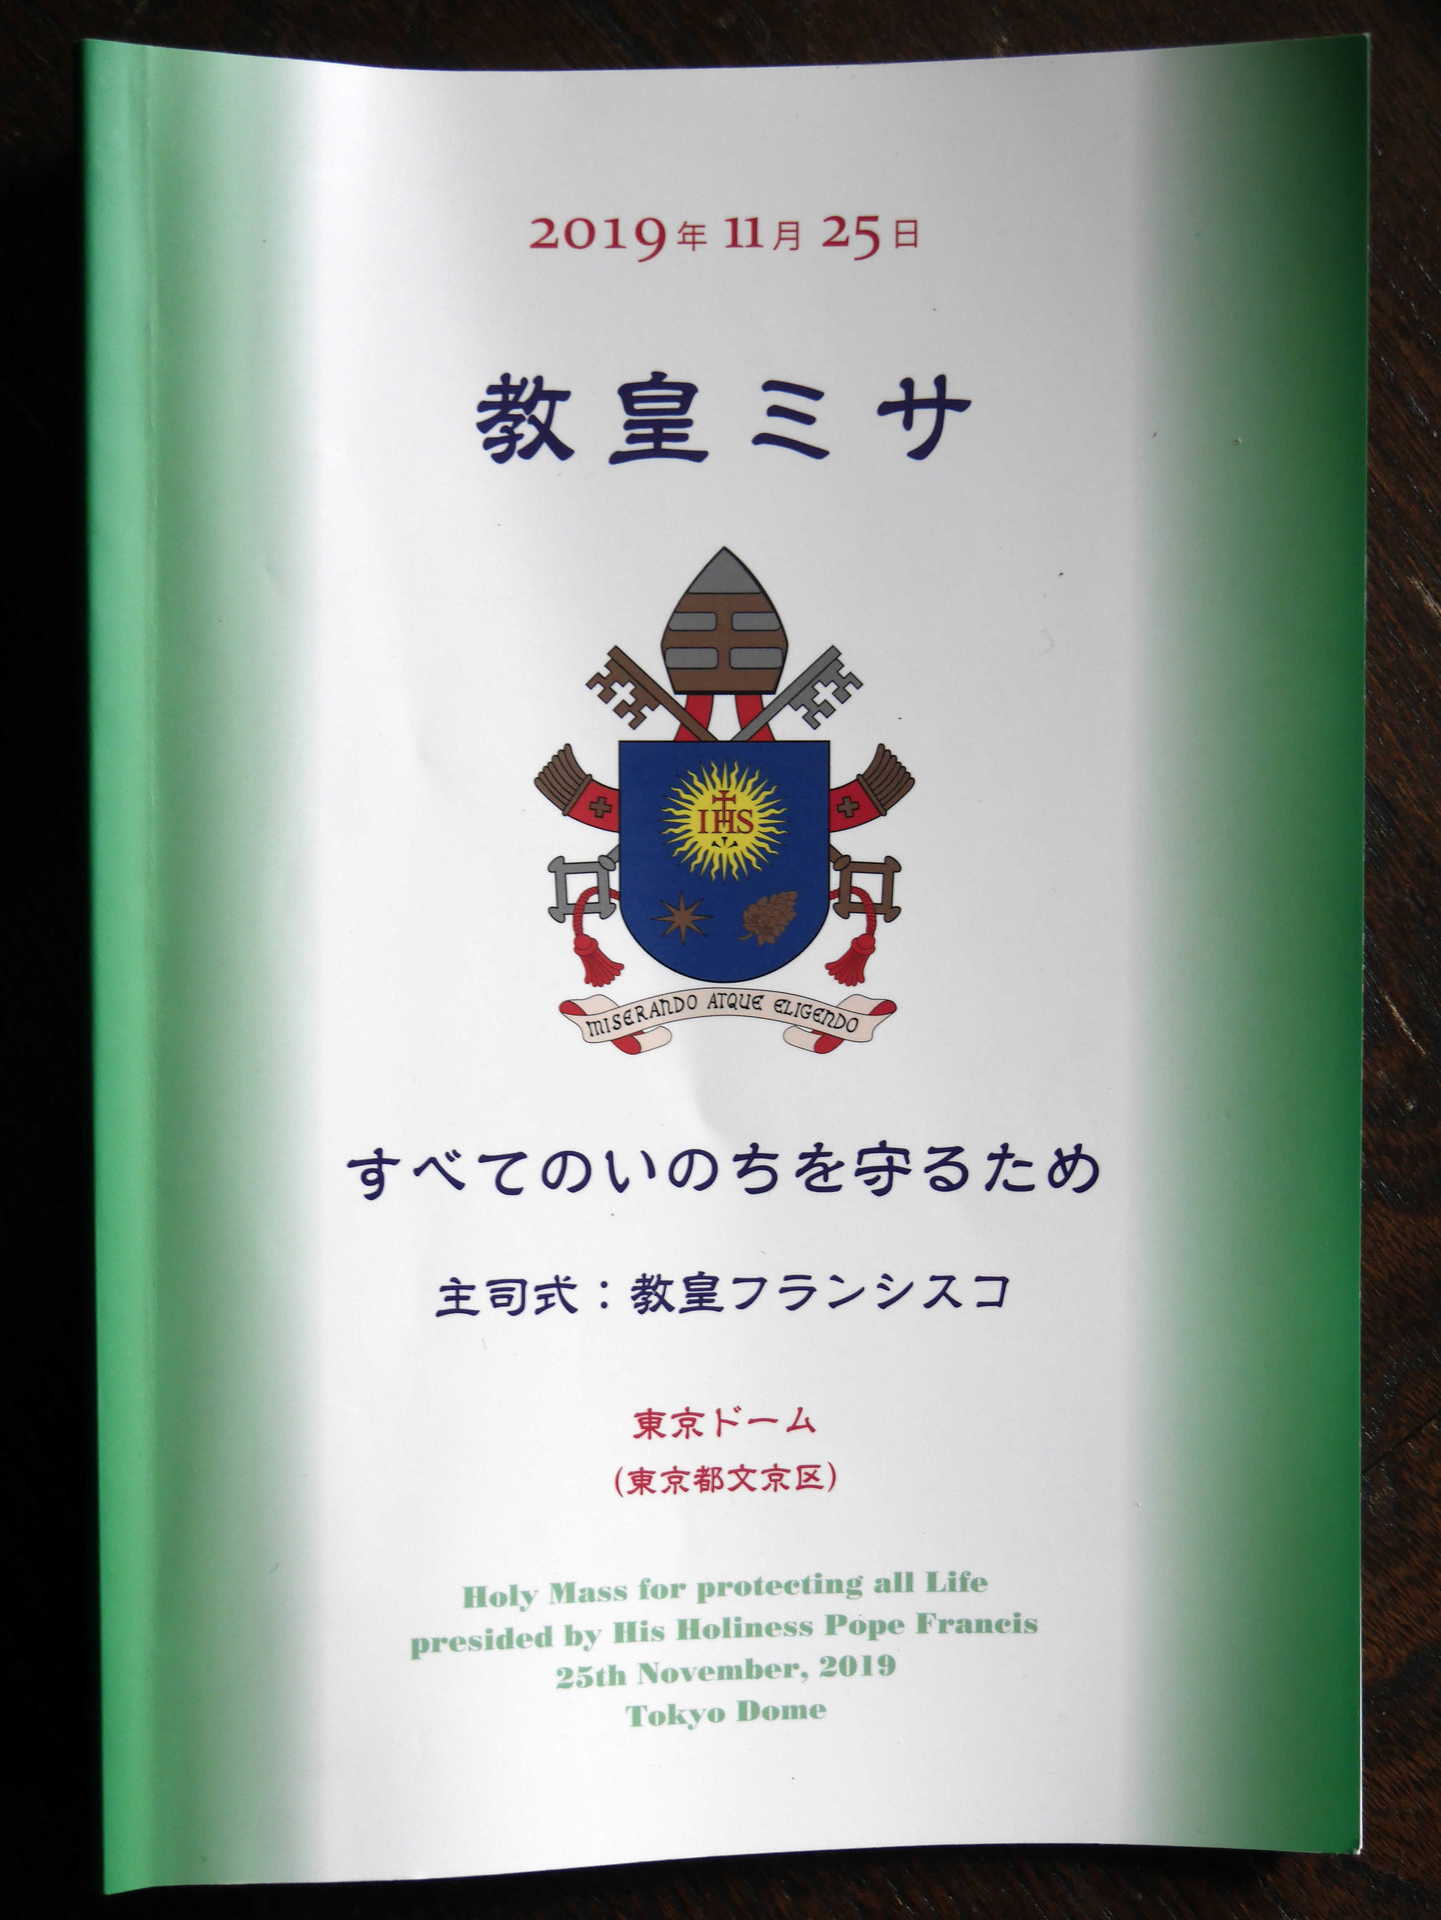 2019年11月25日
教皇ミサ
IHS
MISERANDO ATQUE ELIGENDO
すべてのいのちを守るため
主司式：教皇フランシスコ
東京ドーム
(東京都文京区)
Holy Mass for protecting all Life
presided by His Holiness Pope Francis
25th November, 2019
Tokyo Dome